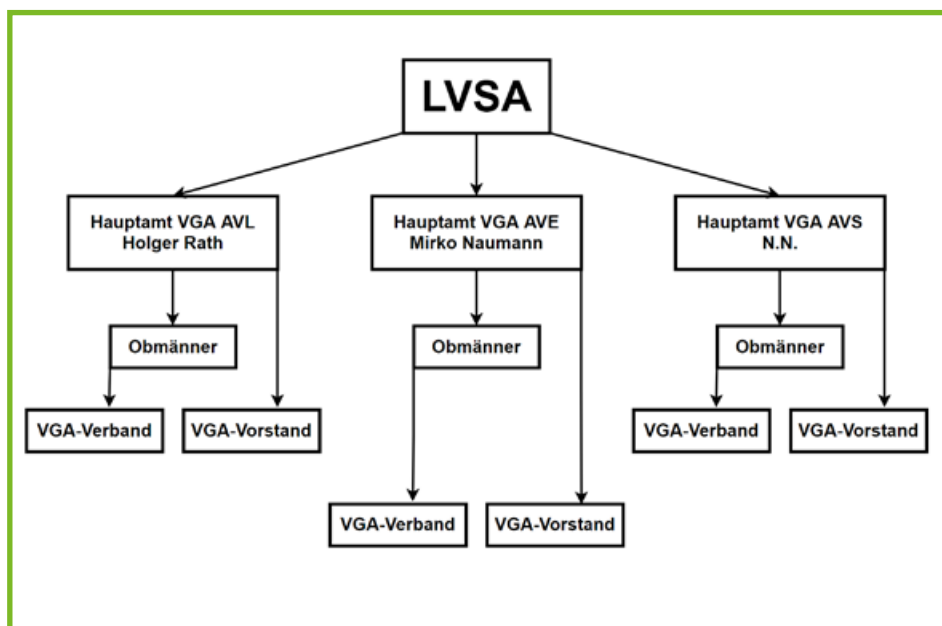 LVSA
Hauptamt VGA AVL
Holger Rath
Hauptamt VGA AVE
Mirko Naumann
Hauptamt VGA AVS
N.N.
Obmänner
Obmänner
Obmänner
VGA-Verband
VGA-Vorstand
VGA-Verband
VGA-Vorstand
VGA-Verband
VGA-Vorstand